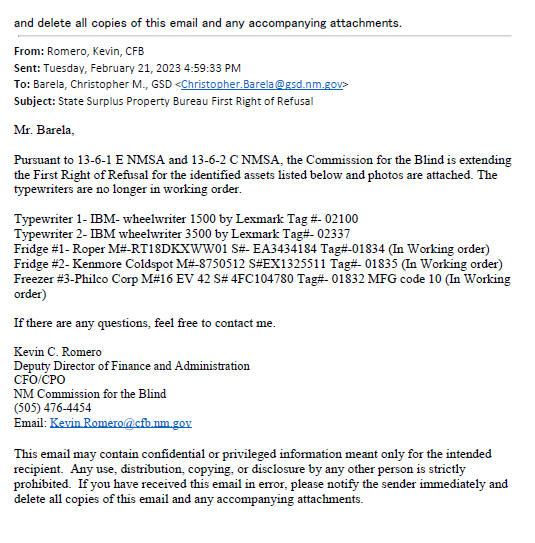 and delete all copies of this email and any accompanying attachments.
From: Romero, Kevin, CFB
Sent: Tuesday, February 21, 2023 4:59:33 PM
To: Barela, Christopher M., GSD <Christopher.Barela@gsd.nm.gov>
Subject: State Surplus Property Bureau First Right of Refusal
Mr. Barela,
Pursuant to 13-6-1 E NMSA and 13-6-2 C NMSA, the Commission for the Blind is extending
the First Right of Refusal for the identified assets listed below and photos are attached. The
typewriters are no longer in working order.
Typewriter 1- IBM- wheelwriter 1500 by Lexmark Tag #- 02100
Typewriter 2- IBM wheelwriter 3500 by Lexmark Tag#- 02337
Fridge #1- Roper M#-RT18DKXWW01 S#- EA3434184 Tag#-01834 (In Working order)
Fridge #2- Kenmore Coldspot M#-8750512 S#EX1325511 Tag#- 01835 (In Working order)
Freezer #3-Philco Corp M#16 EV 42 S# 4FC104780 Tag#- 01832 MFG code 10 (In Working
order)
If there are any questions, feel free to contact me.
Kevin C. Romero
Deputy Director of Finance and Administration
CFO/CPO
NM Commission for the Blind
(505) 476-4454
Email: Kevin.Romero@cfb.nm.gov
This email may contain confidential or privileged information meant only for the intended
recipient.  Any use, distribution, copying, or disclosure by any other person is strictly
prohibited.  If you have received this email in error, please notify the sender immediately and
delete all copies of this email and any accompanying attachments.